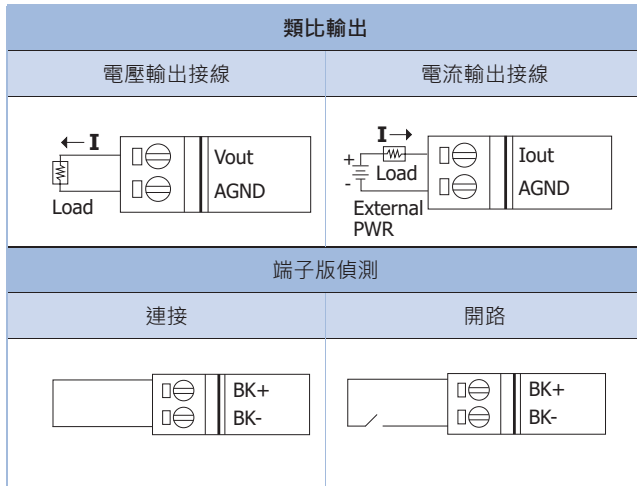 類比輸出
電壓輸出接線
電流輸出接線
← I
Vout
AGND
Load
I →
+
-
Load
External
PWR
Iout
AGND
端子版偵測
連接
開路
BK+
BK-
BK+
BK-